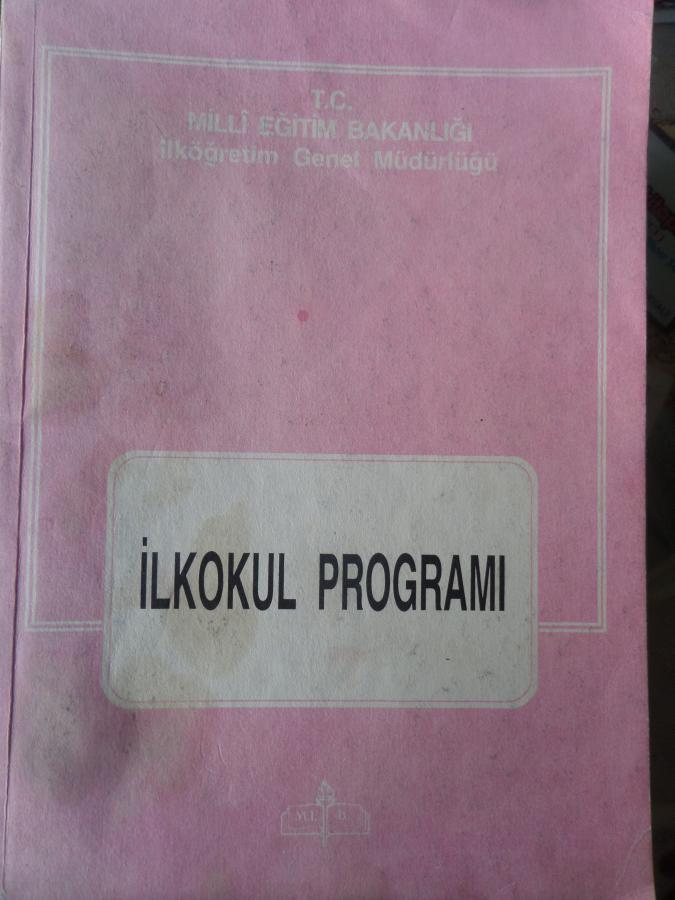 T.C.
MİLLÎ EĞİTİM BAKANLIĞI
İlköğretim Genel Müdürlüğü
İLKOKUL PROGRAMI